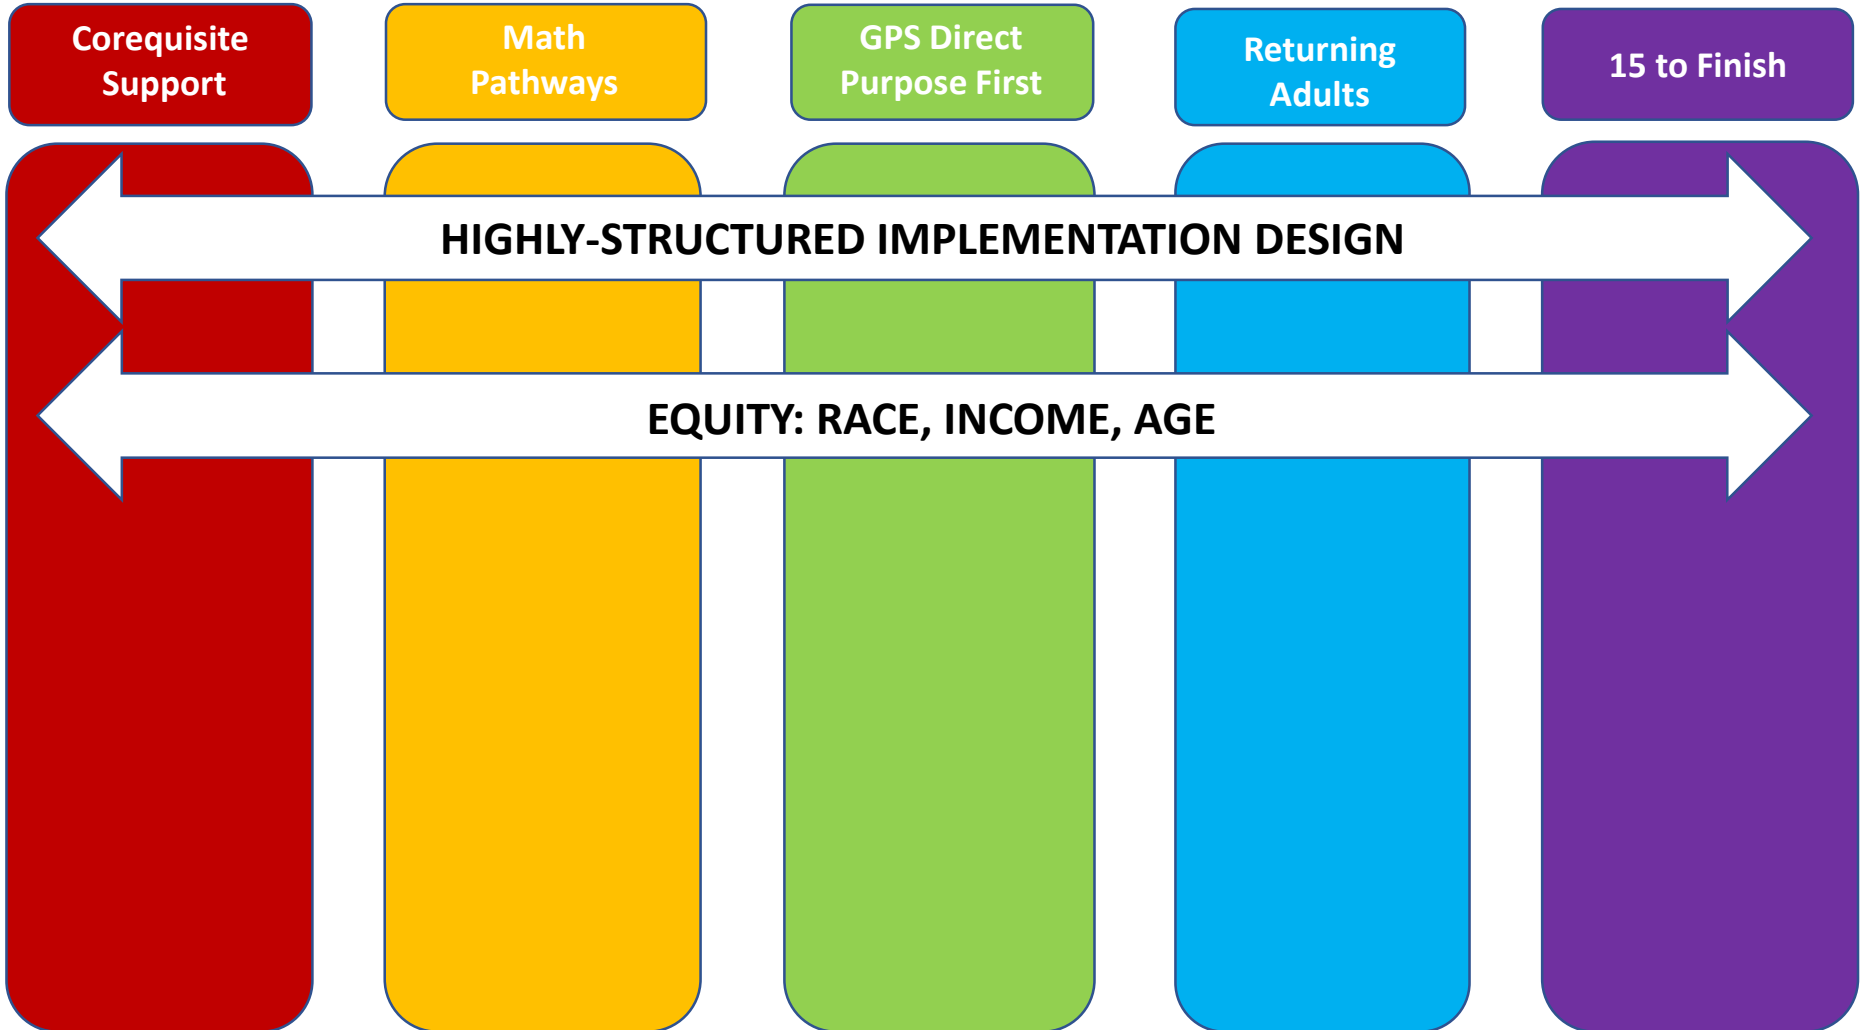 Corequisite
Support
Math
Pathways
GPS Direct
Purpose First
Returning
Adults
15 to Finish
HIGHLY-STRUCTURED IMPLEMENTATION DESIGN
EQUITY: RACE, INCOME, AGE